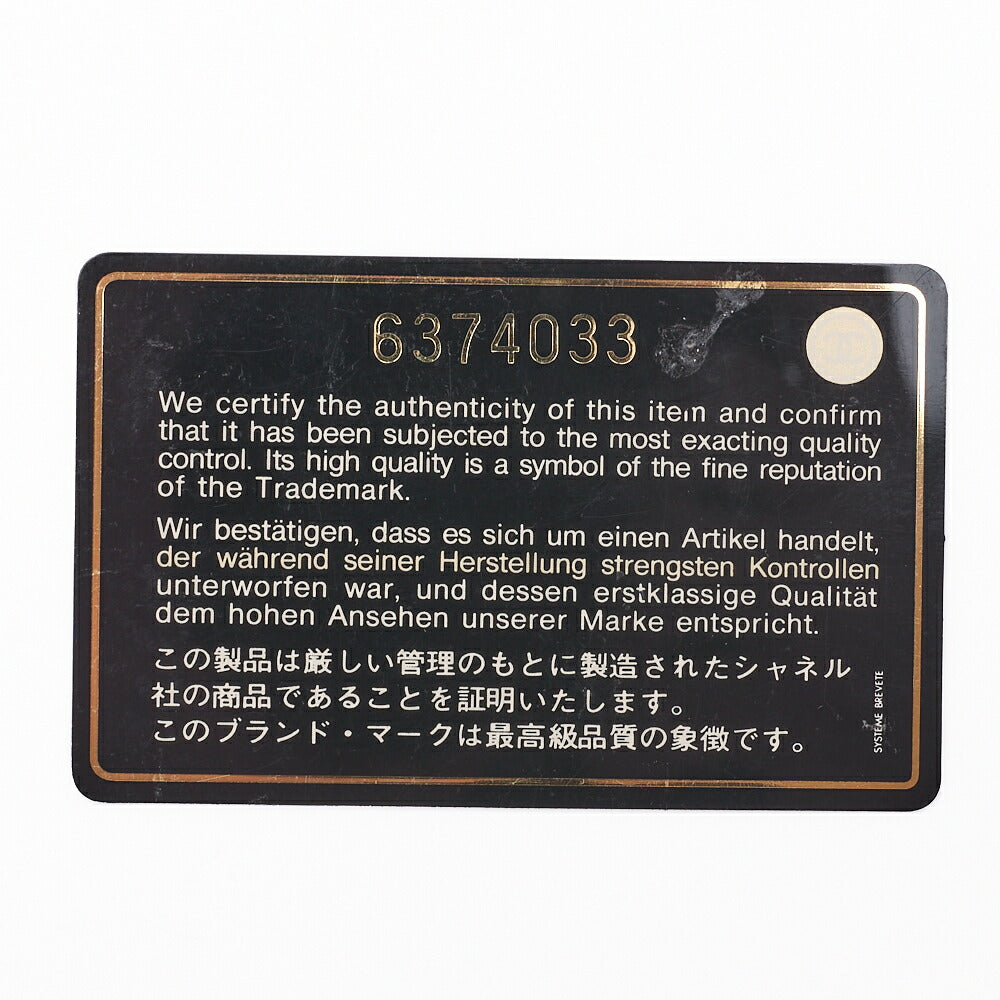 6374033
We certify the authenticity of this item and confirm
that it has been subjected to the most exacting quality
control. Its high quality is a symbol of the fine reputation
of the Trademark.
Wir bestätigen, dass es sich um einen Artikel handelt,
der während seiner Herstellung strengsten Kontrollen
unterworfen war, und dessen erstklassige Qualität
dem hohen Ansehen unserer Marke entspricht.
この製品は厳しい管理のもとに製造されたシャネル
社の商品であることを証明いたします。
このブランド・マークは最高級品質の象徴です。
SYSTEME BREVETE